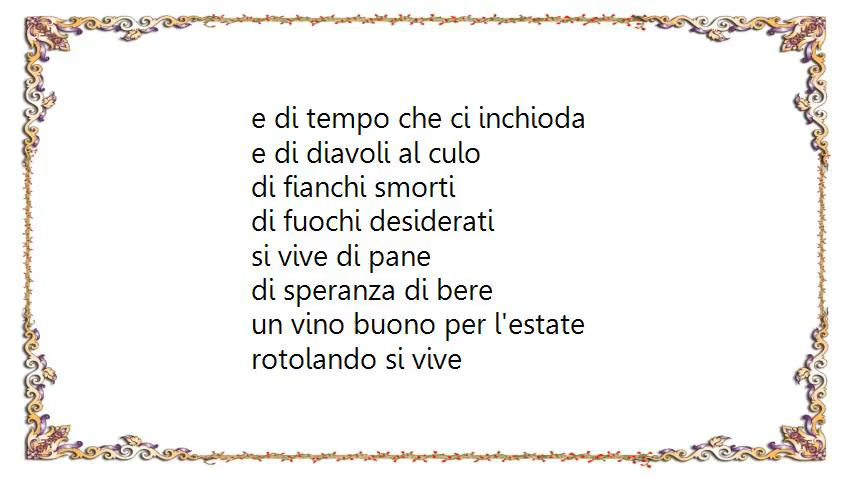 e di tempo che ci inchioda
e di diavoli al culo
di fianchi smorti
di fuochi desiderati
si vive di pane
di speranza di bere
un vino buono per l'estate
rotolando si vive